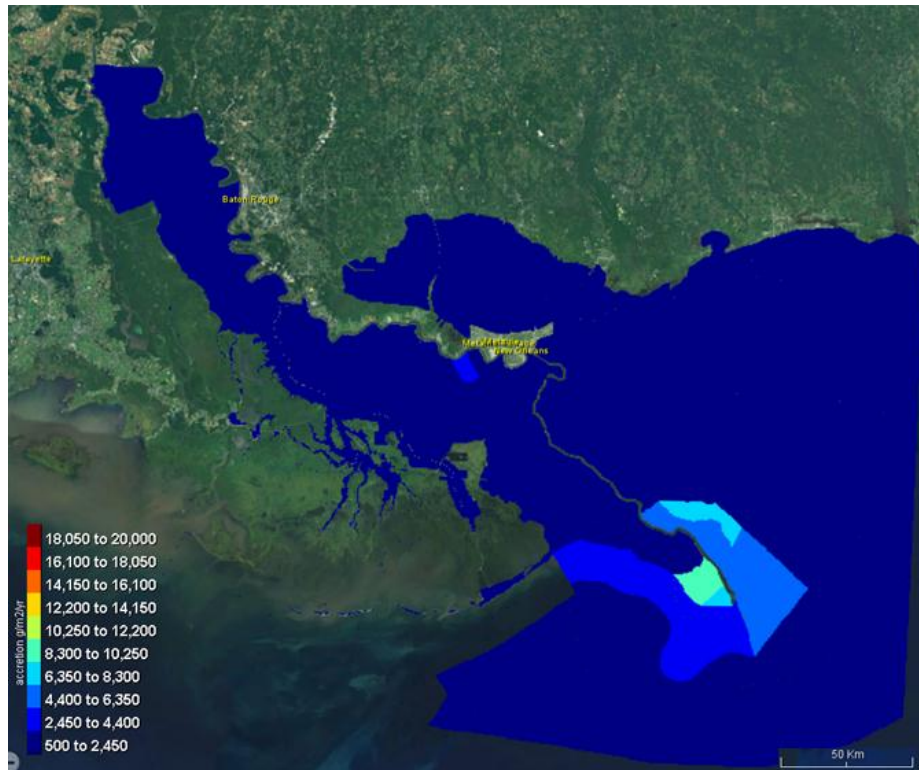 Baton Rouge
Lafayette
New Orleans
18,050 to 20,000
16,100 to 18,050
14,150 to 16,100
12,200 to 14,150
10,250 to 12,200
8,300 to 10,250
6,350 to 8,300
4,400 to 6,350
2,450 to 4,400
500 to 2,450
accretion g/m2/yr
50 Km